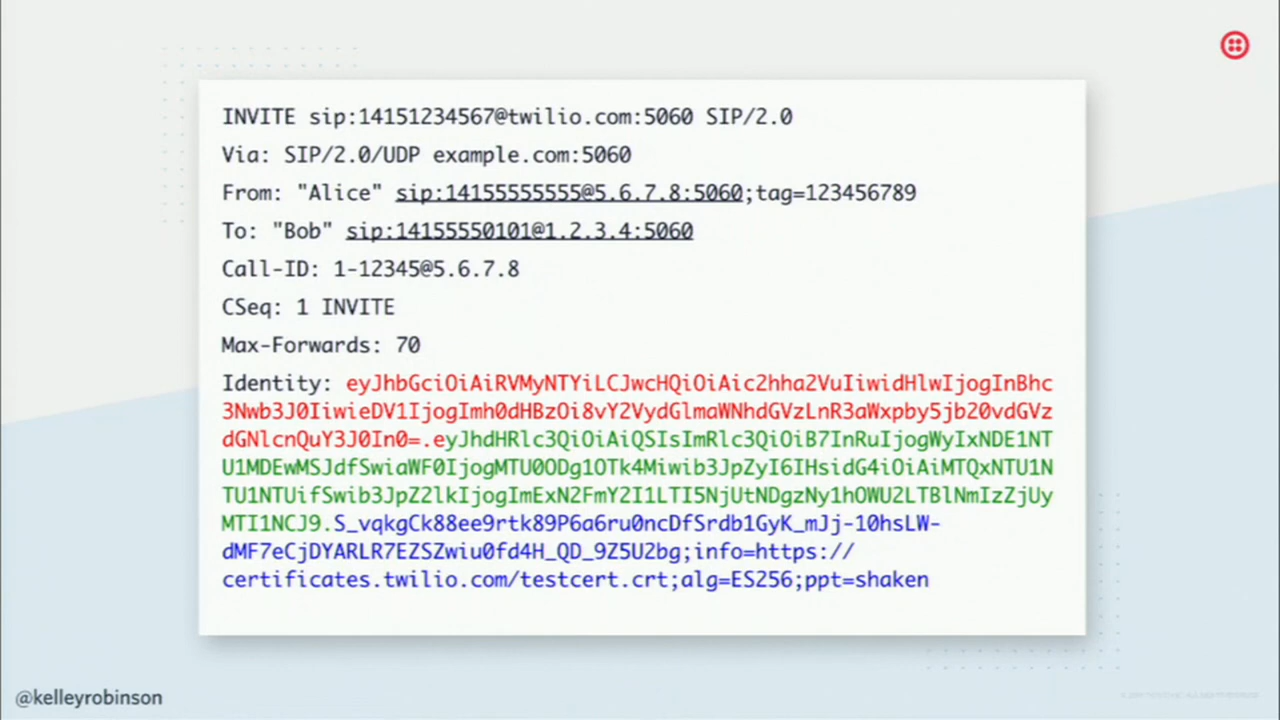 INVITE sip:14151234567@twilio.com:5060 SIP/2.0
Via: SIP/2.0/UDP example.com:5060
From: "Alice" sip:14155555555@5.6.7.8:5060;tag=123456789
To: "Bob" sip:14155550101@1.2.3.4:5060
Call-ID: 1-12345@5.6.7.8
CSeq: 1 INVITE
Max-Forwards: 70
Identity: eyJhbGciOiAiRVMyNTYiLCJwcHQiOiAic2hha2VuIiwidHlwIjogInBhc
3Nwb3J0IiwieDV1IjogImh0dHBzOi8vY2VydGlmaWNhdGVzLnR3aWxpby5jb20vdGVz
dGNlcnQuY3J0In0=.eyJhdHRlc3QiOiAiQSIsImRlc3QiOiB7InRuIjogWyIxNDE1NT
U1MDEwMSJdfSwiaWF0IjogMTU0ODg1OTk4Miwib3JpZyI6IHsidG4iOiAiMTQxNTU1N
TU1NTUifSwib3JpZ2lkIjogImExN2FmY2I1LTI5NjUtNDgzNy1hOWU2LTBlNmIzZjUy
MTI1NCJ9.S_vqkgCk88ee9rtk89P6a6ru0ncDfSrdb1GyK_mJj-10hsLW-
dMF7eCjDYARLR7EZSZwiu0fd4H_QD_9Z5U2bg;info=https://
certificates.twilio.com/testcert.crt;alg=ES256;ppt=shaken
@kelleyrobinson